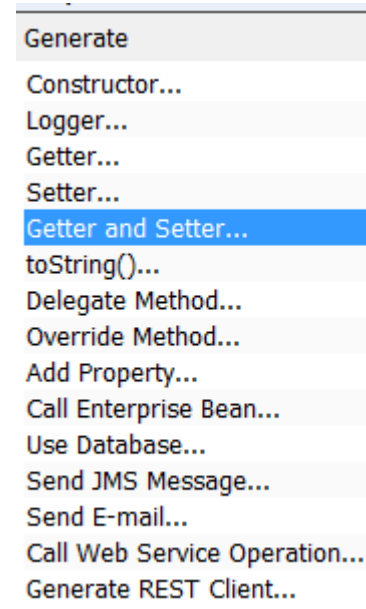 Generate
Constructor...
Logger...
Getter...
Setter...
Getter and Setter...
toString()...
Delegate Method...
Override Method...
Add Property...
Call Enterprise Bean...
Use Database...
Send JMS Message...
Send E-mail...
Call Web Service Operation...
Generate REST Client...